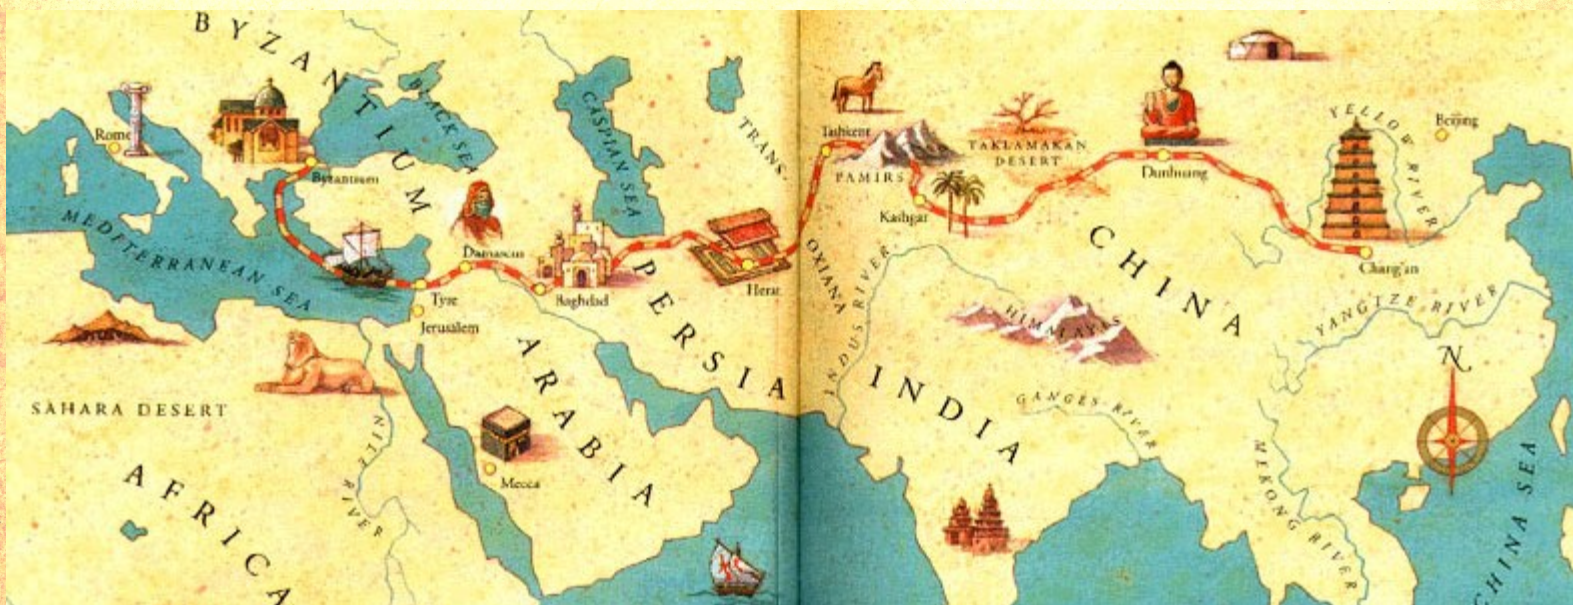 BYZANTIUM
BLACK SEA
CASPIAN SEA
TRANS-
OXIANA
Rome
Byzantium
MEDITERRANEAN SEA
Damascus
Tyre
Jerusalem
Baghdad
Herat
PERSIA
ARABIA
SAHARA DESERT
NILE RIVER
AFRICA
Mecca
Tashkent
PAMIRS
Kashgar
TAKLAMAKAN
DESERT
Dunhuang
YELLOW RIVER
Beijing
Chang'an
CHINA
INDUS RIVER
HIMALAYAS
INDIA
GANGES RIVER
YANGTZE RIVER
MEKONG RIVER
N
CHINA SEA